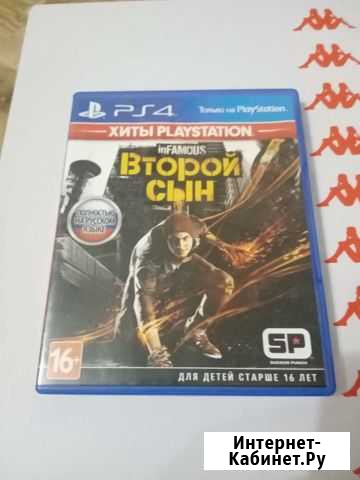 PS4
Только на PlayStation
ХИТЫ PLAYSTATION
inFAMOUS
Второй
сын
ПОЛНОСТЬЮ
НА РУССКОМ
ЯЗЫКЕ
16+
SP
SUCKER PUNCH
ДЛЯ ДЕТЕЙ СТАРШЕ 16 ЛЕТ
Интернет-
Кабинет.Ру